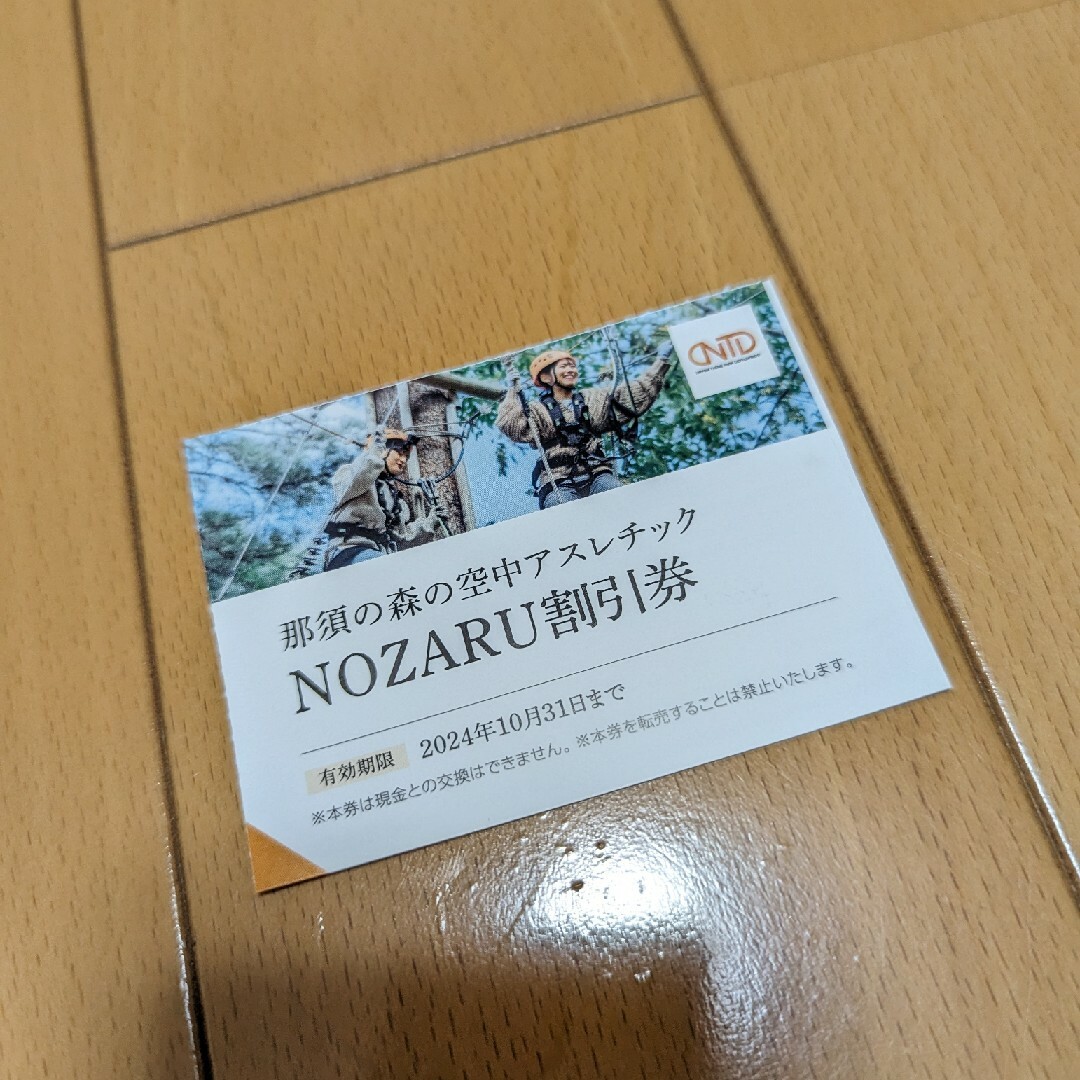 CNTD
那須の森の空中アスレチック
NOZARU割引券
有効期限 2024年10月31日まで
※本券は現金との交換はできません。※本券を転売することは禁止いたします。